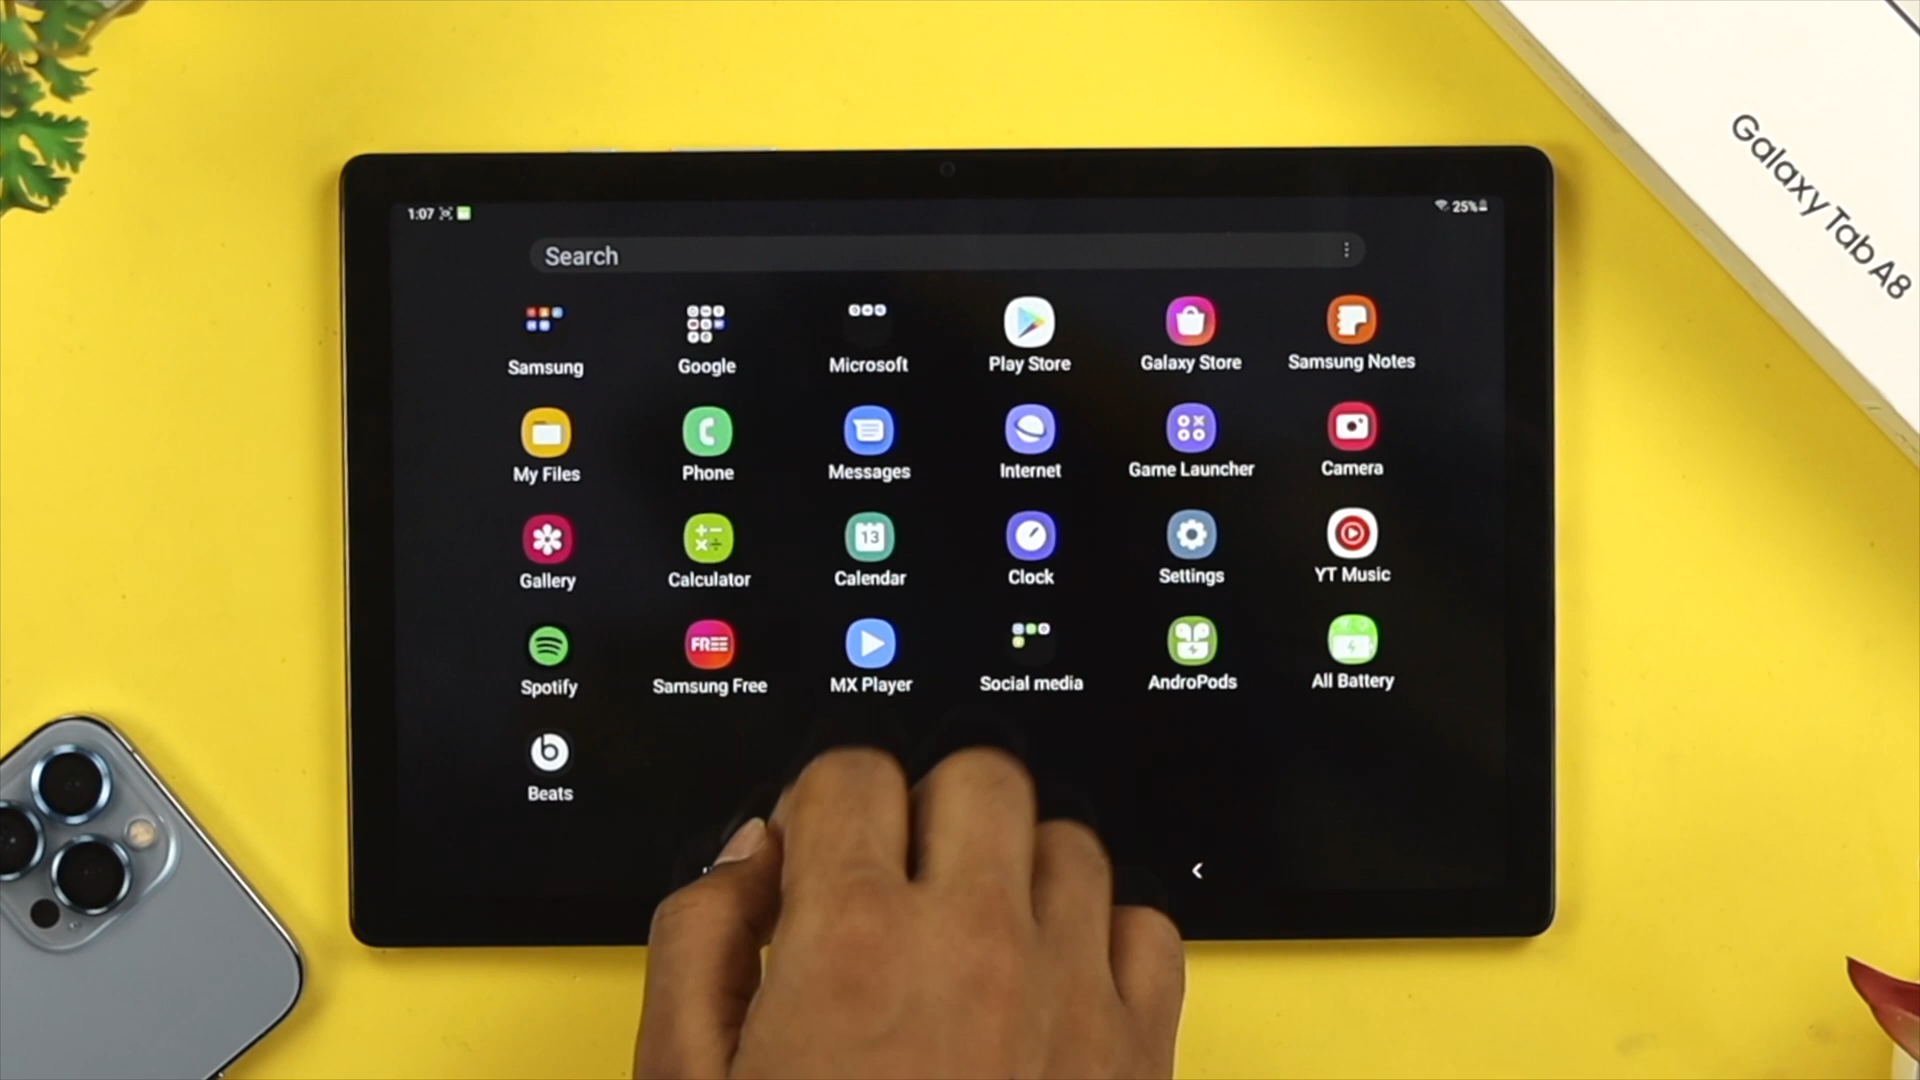 1:07
25%
Search
Samsung
Google
Microsoft
Play Store
Galaxy Store
Samsung Notes
My Files
Phone
Messages
Internet
Game Launcher
Camera
Gallery
Calculator
13
Calendar
Clock
Settings
YT Music
Spotify
FREE
Samsung Free
MX Player
Social media
AndroPods
All Battery
Beats
Galaxy Tab A8